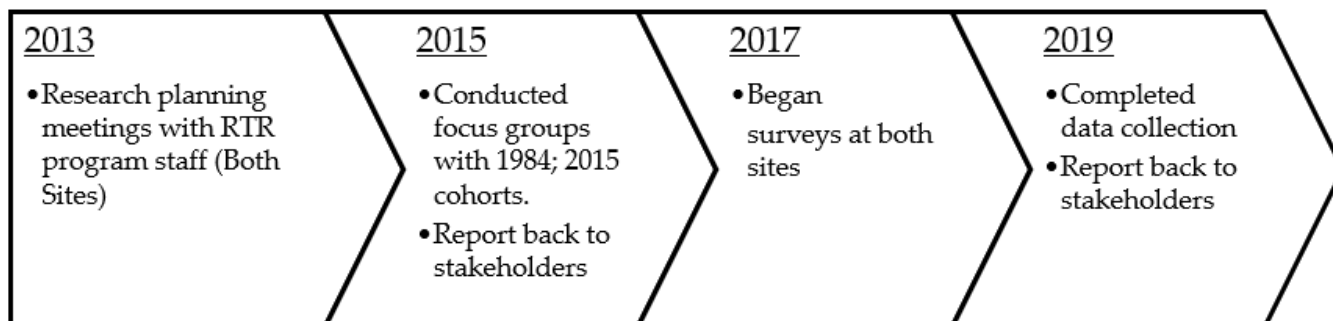 2013
•Research planning
meetings with RTR
program staff (Both
Sites)
2015
•Conducted
focus groups
with 1984; 2015
cohorts.
•Report back to
stakeholders
2017
•Began
surveys at both
sites
2019
•Completed
data collection
•Report back to
stakeholders